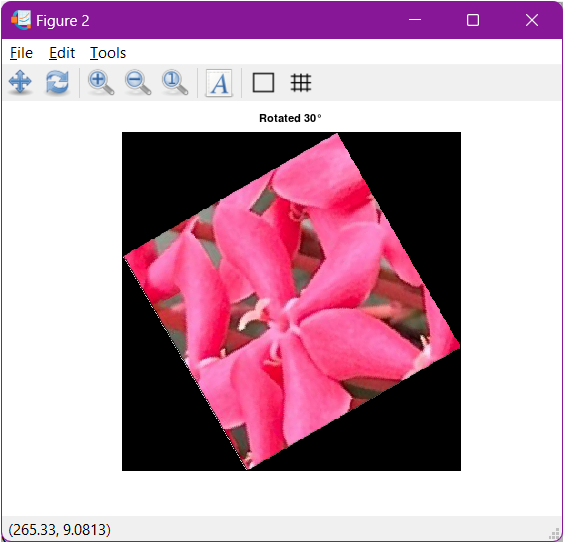 Figure 2
File Edit Tools
A
Rotated 30°
(265.33, 9.0813)